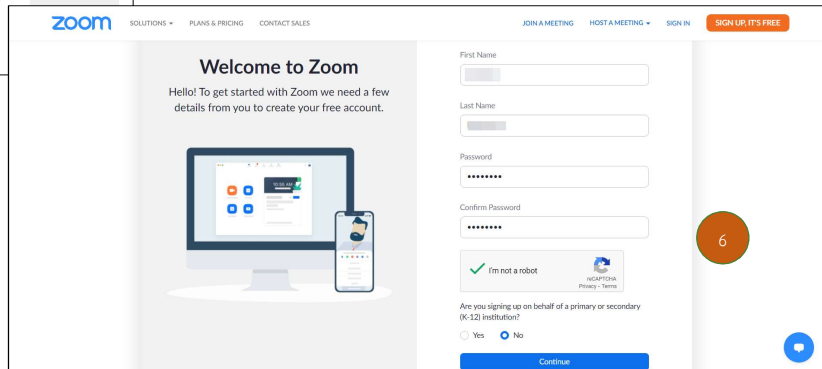 zoom SOLUTIONS PLANS & PRICING CONTACT SALES JOIN A MEETING HOST A MEETING SIGN IN SIGN UP, IT'S FREE
Welcome to Zoom
Hello! To get started with Zoom we need a few
details from you to create your free account.
10:55 AM
First Name
Last Name
Password
••••••••
Confirm Password
••••••••
I'm not a robot
reCAPTCHA
Privacy - Terms
Are you signing up on behalf of a primary or secondary
(K-12) institution?
Yes No
Continue
6